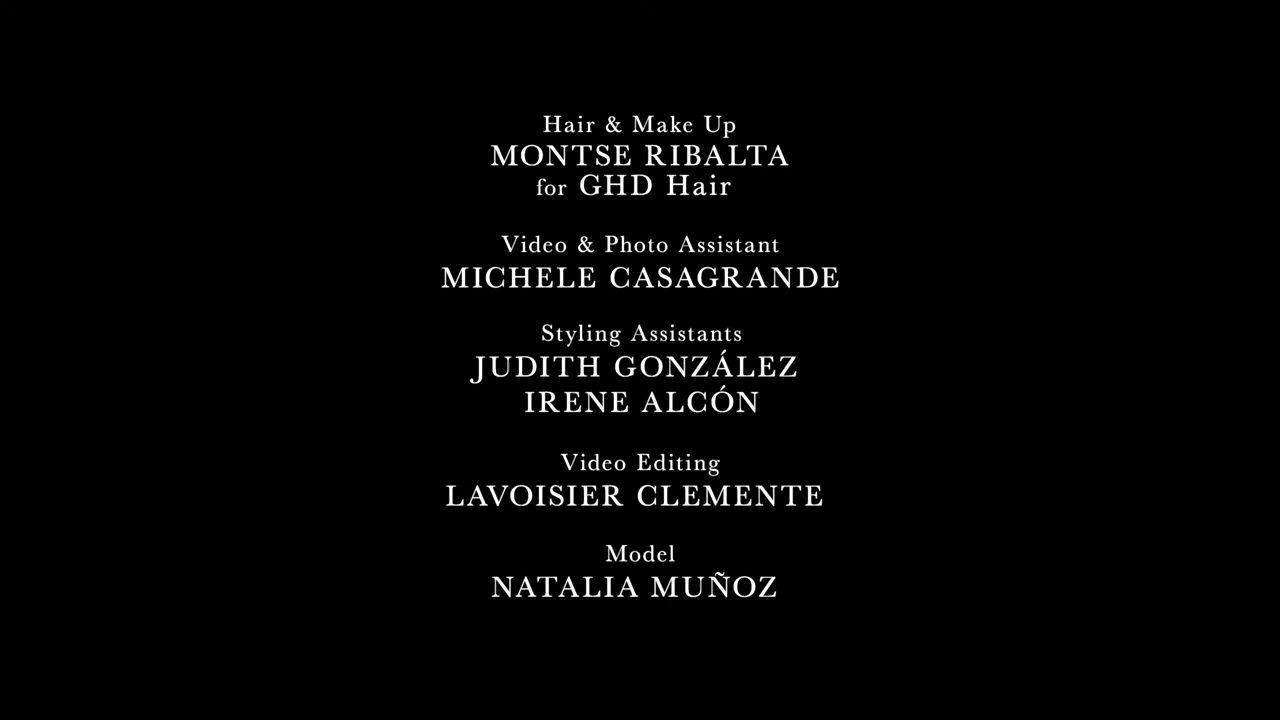 Hair & Make Up
MONTSE RIBALTA
for GHD Hair
Video & Photo Assistant
MICHELE CASAGRANDE
Styling Assistants
JUDITH GONZÁLEZ
IRENE ALCÓN
Video Editing
LAVOISIER CLEMENTE
Model
NATALIA MUÑOZ